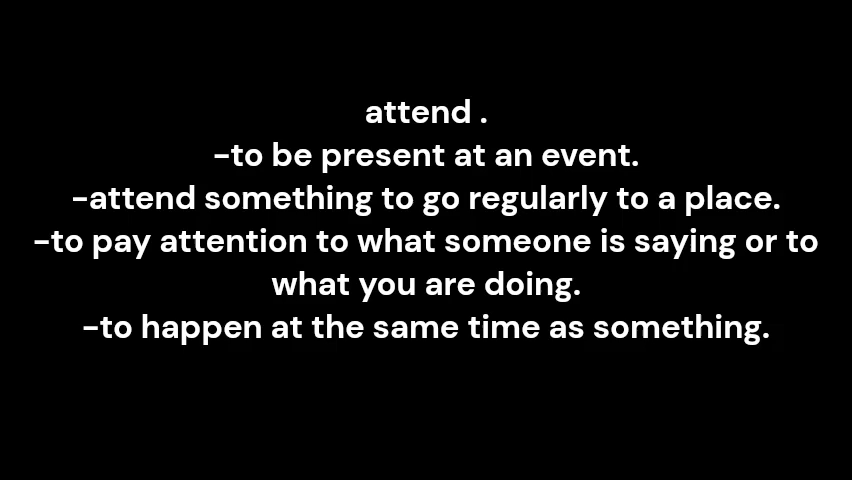 attend .
-to be present at an event.
-attend something to go regularly to a place.
-to pay attention to what someone is saying or to
what you are doing.
-to happen at the same time as something.